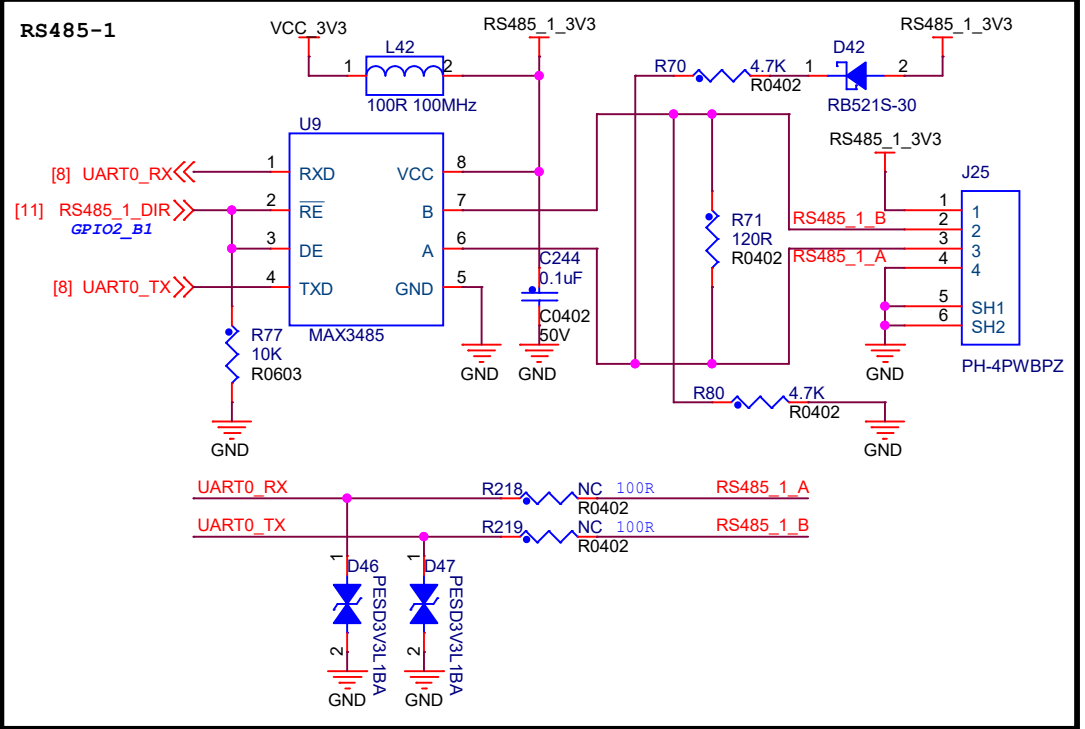 RS485-1
VCC_3V3
RS485_1_3V3
RS485_1_3V3
L42
1
2
100R 100MHz
R70
4.7K
R0402
D42
1
2
RB521S-30
U9
RS485_1_3V3
J25
[8] UART0_RX
1
RXD
VCC
8
[11] RS485_1_DIR
GPIO2_B1
2
RE
B
7
3
DE
A
6
[8] UART0_TX
4
TXD
GND
5
MAX3485
R77
10K
R0603
GND
GND
C244
0.1uF
C0402
50V
GND
R71
120R
R0402
RS485_1_B
RS485_1_A
1
1
2
2
3
3
4
4
5
SH1
6
SH2
GND
PH-4PWBPZ
R80
4.7K
R0402
GND
UART0_RX
R218
NC
100R
R0402
RS485_1_A
UART0_TX
R219
NC
100R
R0402
RS485_1_B
1
D46
PESD3V3L1BA
2
GND
1
D47
PESD3V3L1BA
2
GND